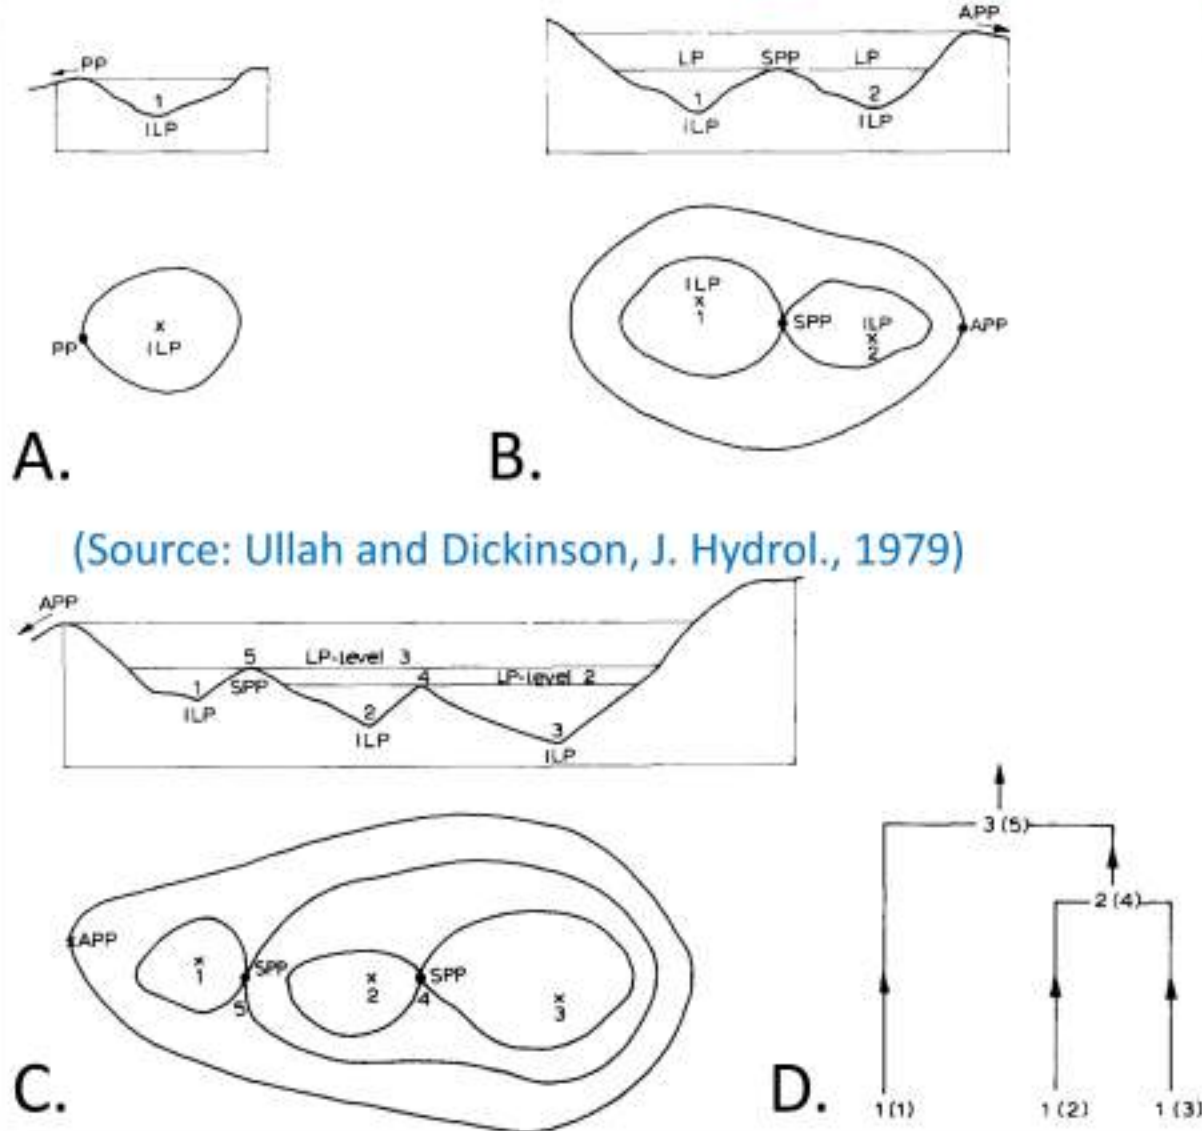 PP
1
ILP
PP
ILP
A.
APP
LP SPP LP
1 2
ILP ILP
ILP
1
SPP
ILP
2
APP
B.
(Source: Ullah and Dickinson, J. Hydrol., 1979)
APP
5 LP-level 3
4 LP-level 2
1 SPP
ILP
2
ILP
3
ILP
APP
1
SPP
5
2
SPP
4
3
C.
3 (5)
2 (4)
1 (1) 1 (2) 1 (3)
D.